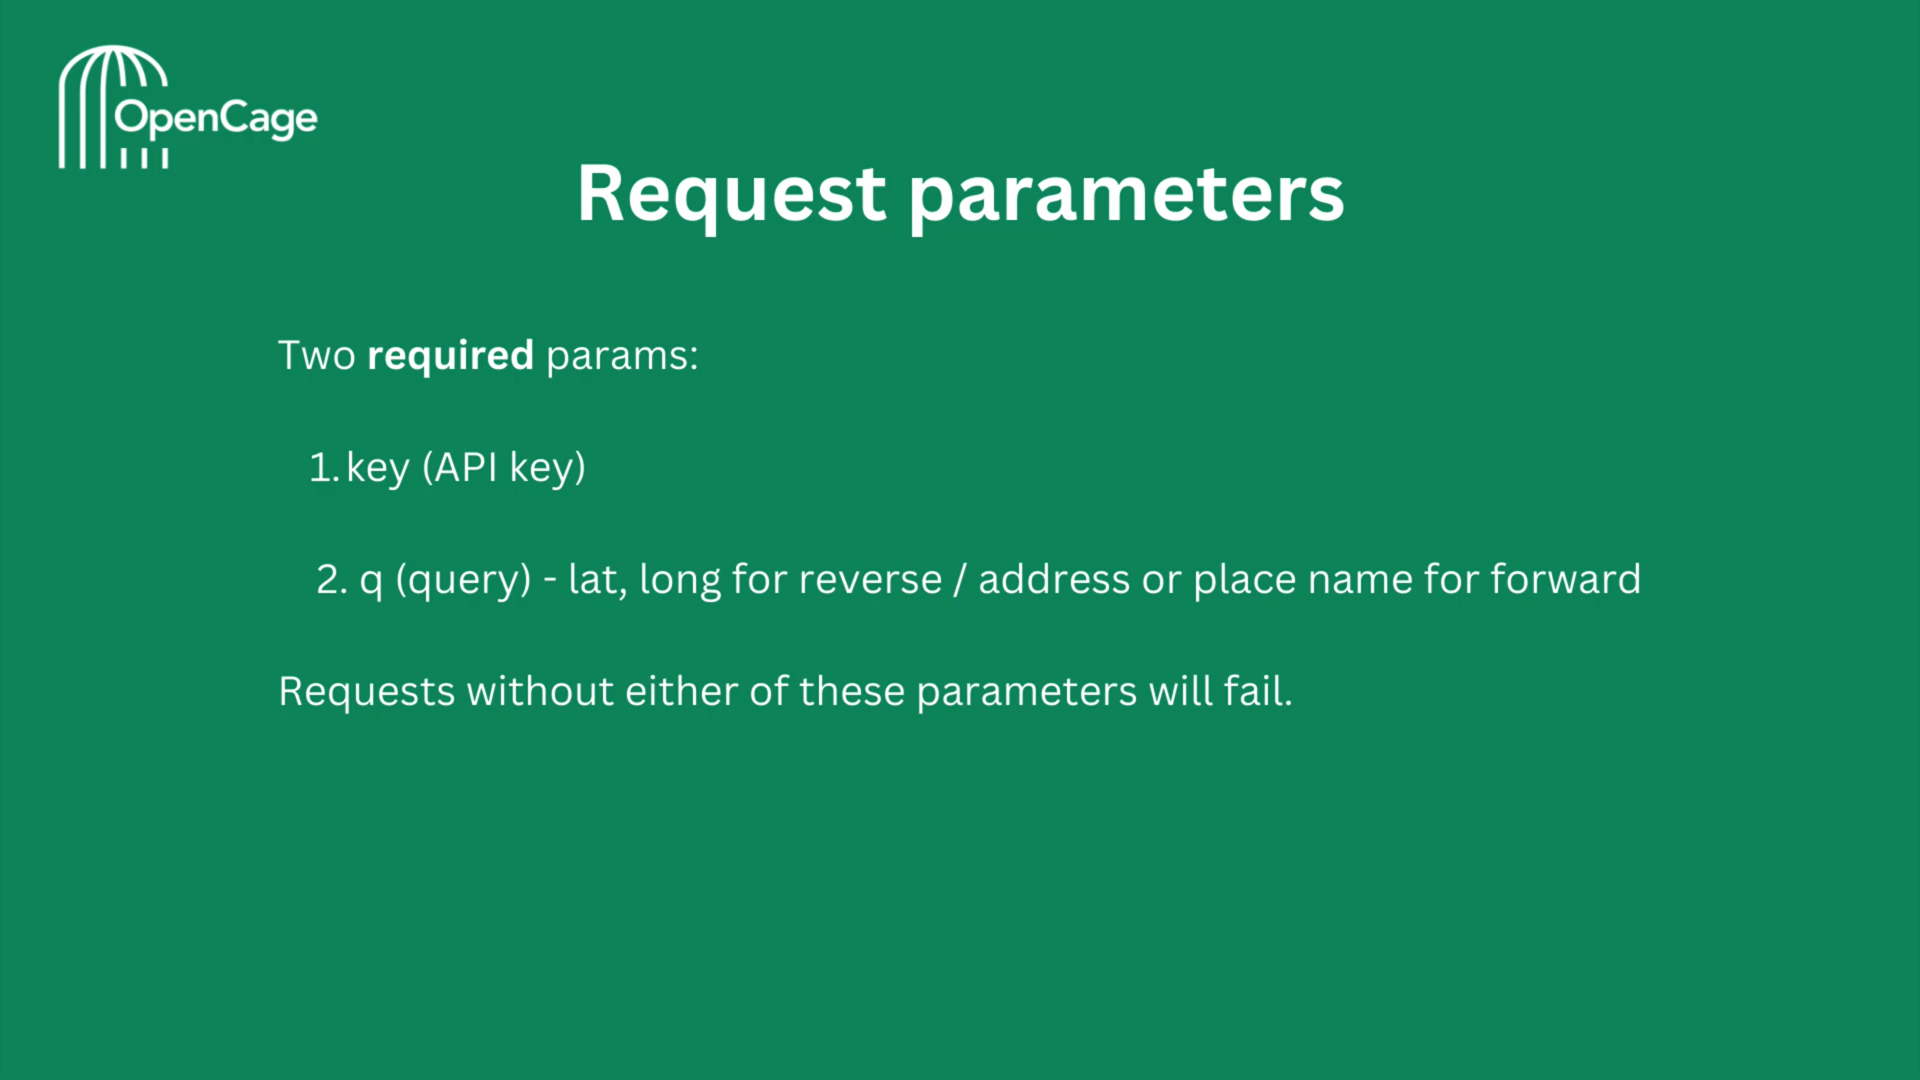 OpenCage
Request parameters
Two required params:
1. key (API key)
2. q (query) - lat, long for reverse / address or place name for forward
Requests without either of these parameters will fail.